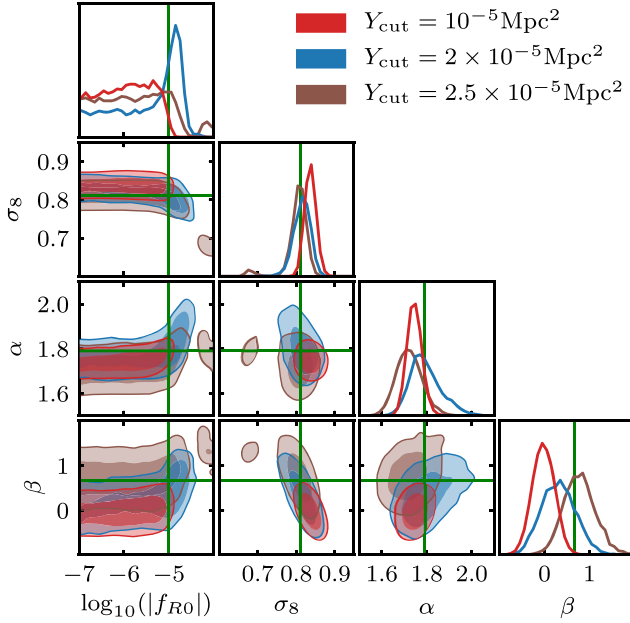 Y_cut = 10^−5 Mpc^2
Y_cut = 2 × 10^−5 Mpc^2
Y_cut = 2.5 × 10^−5 Mpc^2
0.9
0.8
0.7
σ_8
2.0
1.8
1.6
α
1
0
β
−7 −6 −5
0.7 0.8 0.9
1.6 1.8 2.0
0 1
log_10(|f_R0|) σ_8 α β